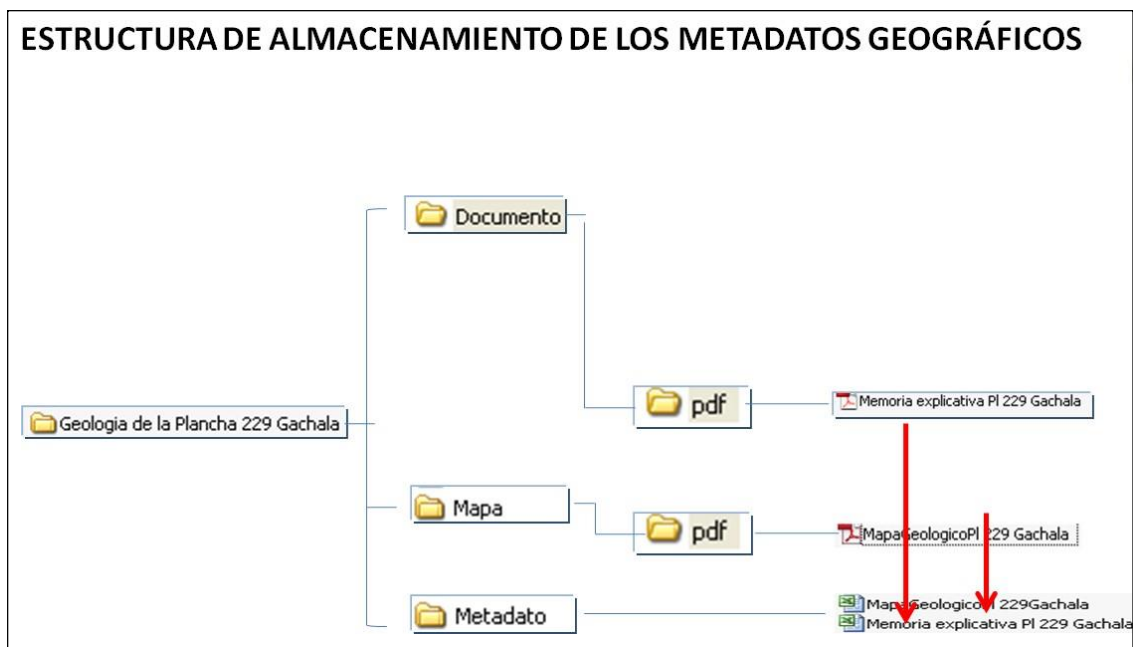 ESTRUCTURA DE ALMACENAMIENTO DE LOS METADATOS GEOGRÁFICOS
Documento
Geologia de la Plancha 229 Gachala
pdf
Memoria explicativa Pl 229 Gachala
Mapa
pdf
MapaGeologicoPl 229 Gachala
Metadato
MapaGeologicoPl 229Gachala
Memoria explicativa Pl 229 Gachala